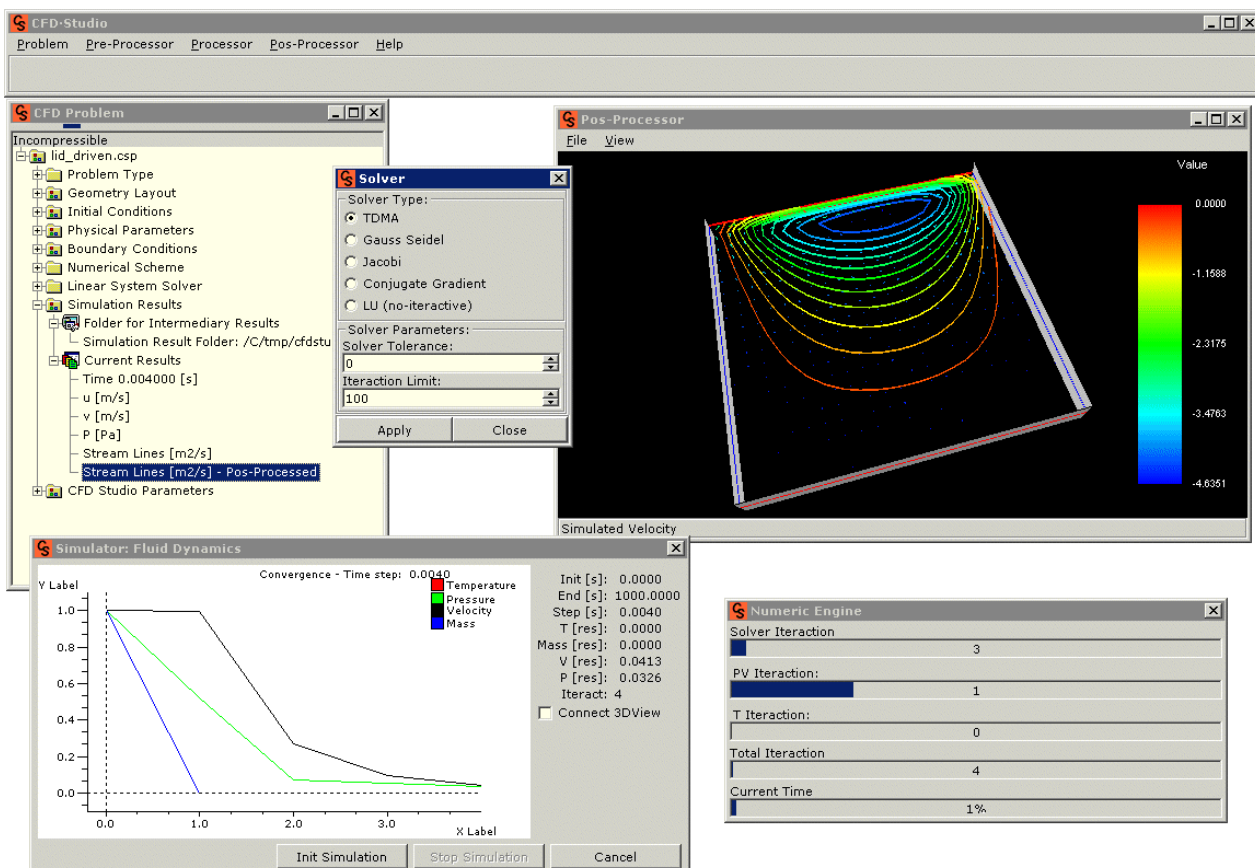 CFD·Studio
Problem Pre-Processor Processor Pos-Processor Help
CFD Problem
Incompressible
lid_driven.csp
Problem Type
Geometry Layout
Initial Conditions
Physical Parameters
Boundary Conditions
Numerical Scheme
Linear System Solver
Simulation Results
Folder for Intermediary Results
Simulation Result Folder: /C/tmp/cfdstu
Current Results
Time 0.004000 [s]
u [m/s]
v [m/s]
P [Pa]
Stream Lines [m2/s]
Stream Lines [m2/s] - Pos-Processed
CFD Studio Parameters
Solver
Solver Type:
TDMA
Gauss Seidel
Jacobi
Conjugate Gradient
LU (no-iteractive)
Solver Parameters:
Solver Tolerance:
0
Iteraction Limit:
100
Apply Close
Pos-Processor
File View
Value
0.0000
-1.1588
-2.3175
-3.4763
-4.6351
Simulated Velocity
Simulator: Fluid Dynamics
Convergence - Time step: 0.0040
Y Label
Temperature
Pressure
Velocity
Mass
1.0
0.8
0.6
0.4
0.2
0.0
0.0 1.0 2.0 3.0
X Label
Init [s]: 0.0000
End [s]: 1000.0000
Step [s]: 0.0040
T [res]: 0.0000
Mass [res]: 0.0000
V [res]: 0.0413
P [res]: 0.0326
Iteract: 4
Connect 3DView
Init Simulation Stop Simulation Cancel
Numeric Engine
Solver Iteraction
3
PV Iteraction:
1
T Iteraction:
0
Total Iteraction
4
Current Time
1%